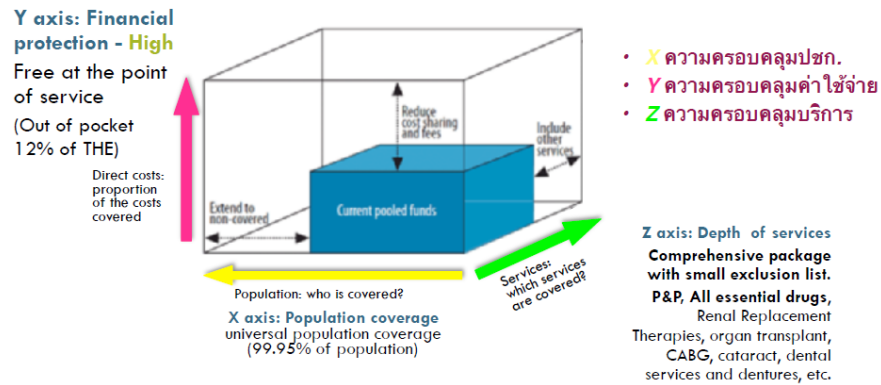 Y axis: Financial
protection - High
Free at the point
of service
(Out of pocket
12% of THE)
Direct costs:
proportion
of the costs
covered
Reduce
cost sharing
and fees
Include
other
services
Extend to
non-covered
Current pooled funds
Population: who is covered?
Services:
which services
are covered?
X axis: Population coverage
universal population coverage
(99.95% of population)
• X ความครอบคลุมปชก.
• Y ความครอบคลุมค่าใช้จ่าย
• Z ความครอบคลุมบริการ
Z axis: Depth of services
Comprehensive package
with small exclusion list.
P&P, All essential drugs,
Renal Replacement
Therapies, organ transplant,
CABG, cataract, dental
services and dentures, etc.